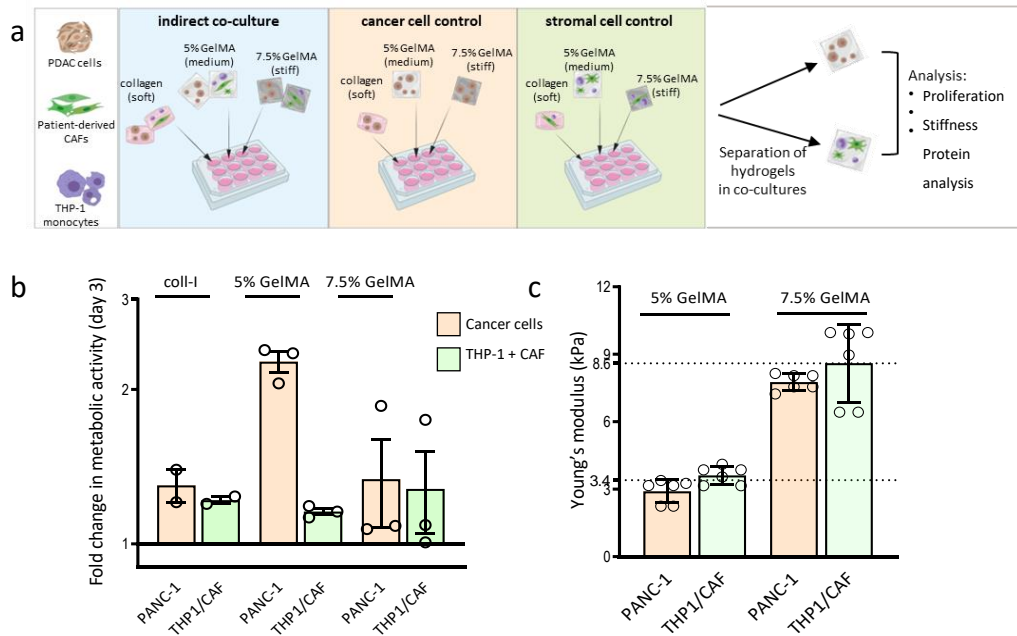 a
PDAC cells
Patient-derived
CAFs
THP-1
monocytes
indirect co-culture
5% GelMA
(medium)
7.5% GelMA
(stiff)
collagen
(soft)
cancer cell control
5% GelMA
(medium)
7.5% GelMA
(stiff)
collagen
(soft)
stromal cell control
5% GelMA
(medium)
7.5% GelMA
(stiff)
collagen
(soft)
Separation of
hydrogels
in co-cultures
Analysis:
• Proliferation
•
• Stiffness
Protein
analysis
b
coll-I
5% GelMA
7.5% GelMA
Fold change in metabolic activity (day 3)
3
2
1
Cancer cells
THP-1 + CAF
PANC-1
THP1/CAF
PANC-1
THP1/CAF
PANC-1
THP1/CAF
c
5% GelMA
7.5% GelMA
Young's modulus (kPa)
12
9
8.6
6
3.4
3
0
PANC-1
THP1/CAF
PANC-1
THP1/CAF